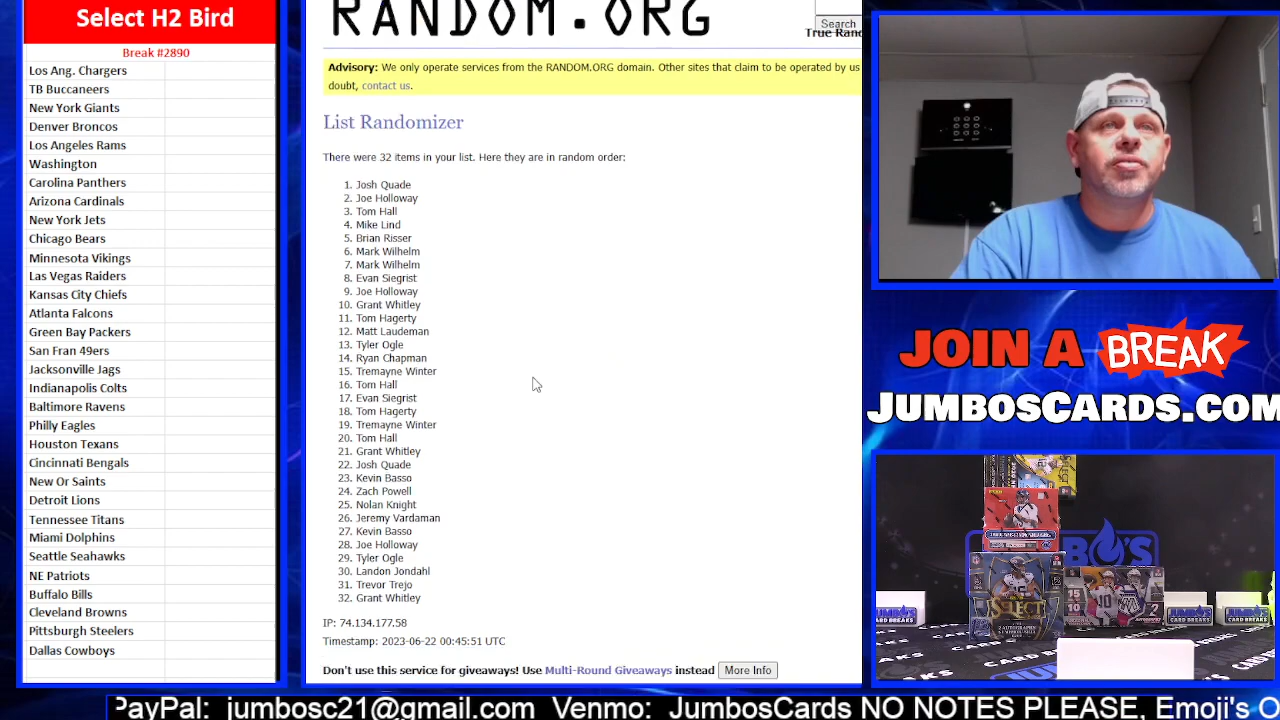 Select H2 Bird
Break #2890
Los Ang. Chargers
TB Buccaneers
New York Giants
Denver Broncos
Los Angeles Rams
Washington
Carolina Panthers
Arizona Cardinals
New York Jets
Chicago Bears
Minnesota Vikings
Las Vegas Raiders
Kansas City Chiefs
Atlanta Falcons
Green Bay Packers
San Fran 49ers
Jacksonville Jags
Indianapolis Colts
Baltimore Ravens
Philly Eagles
Houston Texans
Cincinnati Bengals
New Or Saints
Detroit Lions
Tennessee Titans
Miami Dolphins
Seattle Seahawks
NE Patriots
Buffalo Bills
Cleveland Browns
Pittsburgh Steelers
Dallas Cowboys
RANDOM.ORG
Search
True Rand
Advisory: We only operate services from the RANDOM.ORG domain. Other sites that claim to be operated by us
doubt, contact us.
List Randomizer
There were 32 items in your list. Here they are in random order:
1. Josh Quade
2. Joe Holloway
3. Tom Hall
4. Mike Lind
5. Brian Risser
6. Mark Wilhelm
7. Mark Wilhelm
8. Evan Siegrist
9. Joe Holloway
10. Grant Whitley
11. Tom Hagerty
12. Matt Laudeman
13. Tyler Ogle
14. Ryan Chapman
15. Tremayne Winter
16. Tom Hall
17. Evan Siegrist
18. Tom Hagerty
19. Tremayne Winter
20. Tom Hall
21. Grant Whitley
22. Josh Quade
23. Kevin Basso
24. Zach Powell
25. Nolan Knight
26. Jeremy Vardaman
27. Kevin Basso
28. Joe Holloway
29. Tyler Ogle
30. Landon Jondahl
31. Trevor Trejo
32. Grant Whitley
IP: 74.134.177.58
Timestamp: 2023-06-22 00:45:51 UTC
Don't use this service for giveaways! Use Multi-Round Giveaways instead More Info
JOIN A BREAK
JUMBOSCARDS.COM
SELECT
JUMBO'S
JUMBO'S
JUMBO'S
PayPal: jumbosc21@gmail.com Venmo: JumbosCards NO NOTES PLEASE, Emoji's O